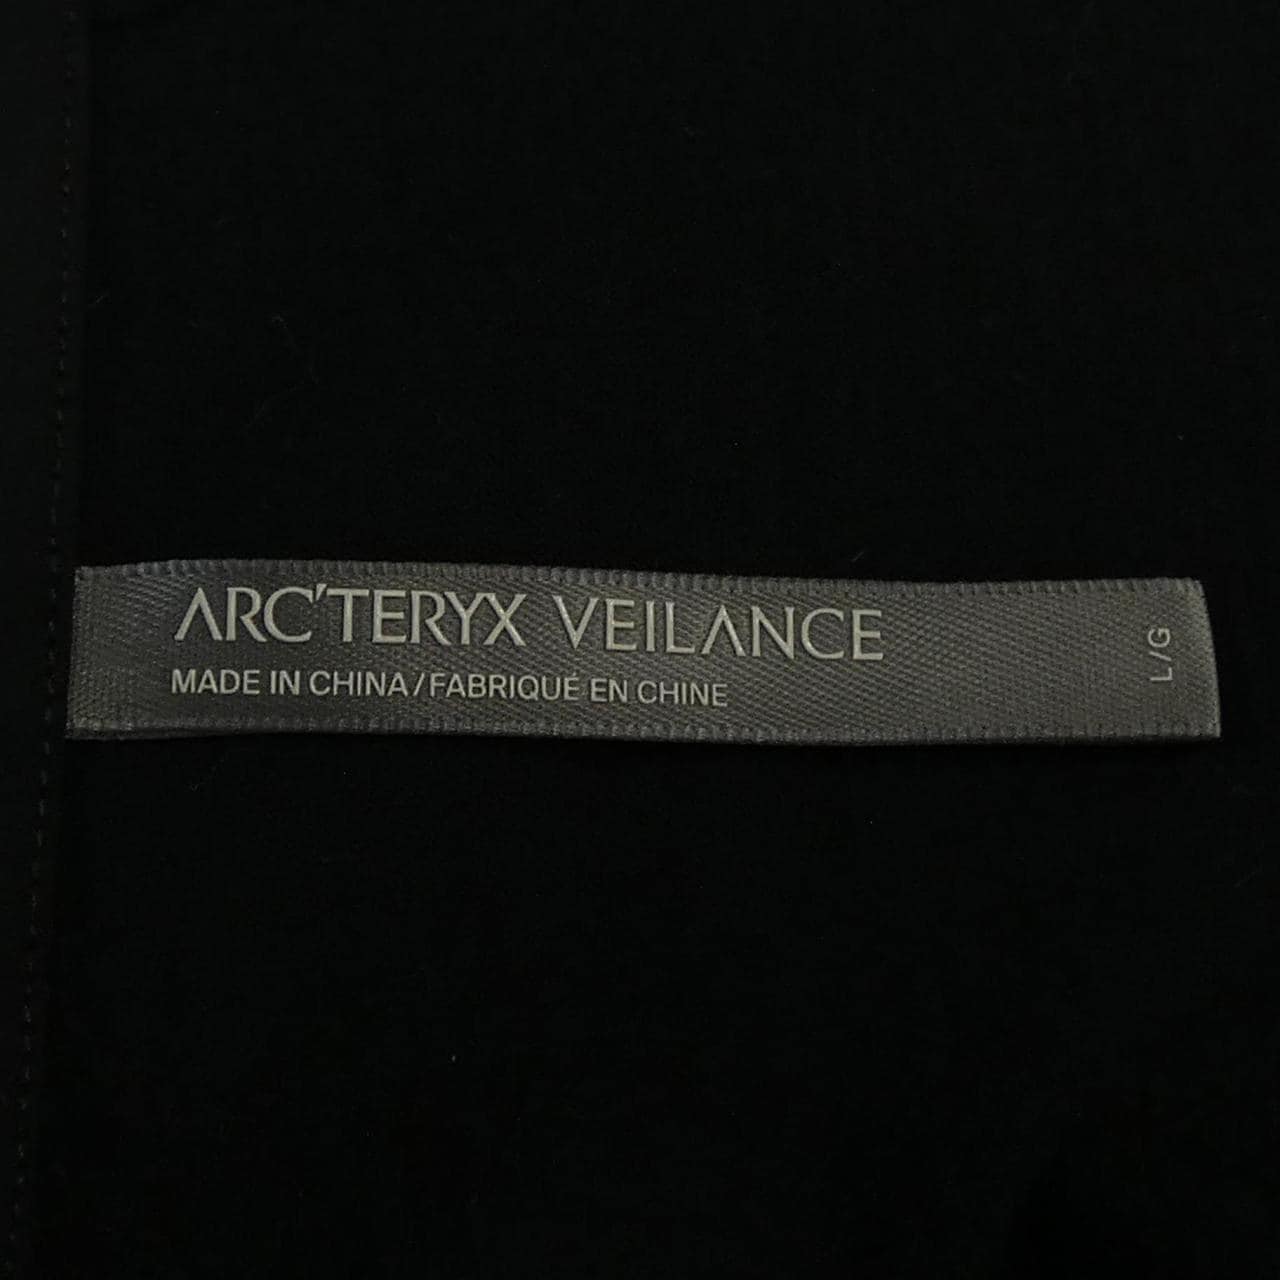 ARC'TERYX VEILANCE
MADE IN CHINA/FABRIQUÉ EN CHINE
L/G